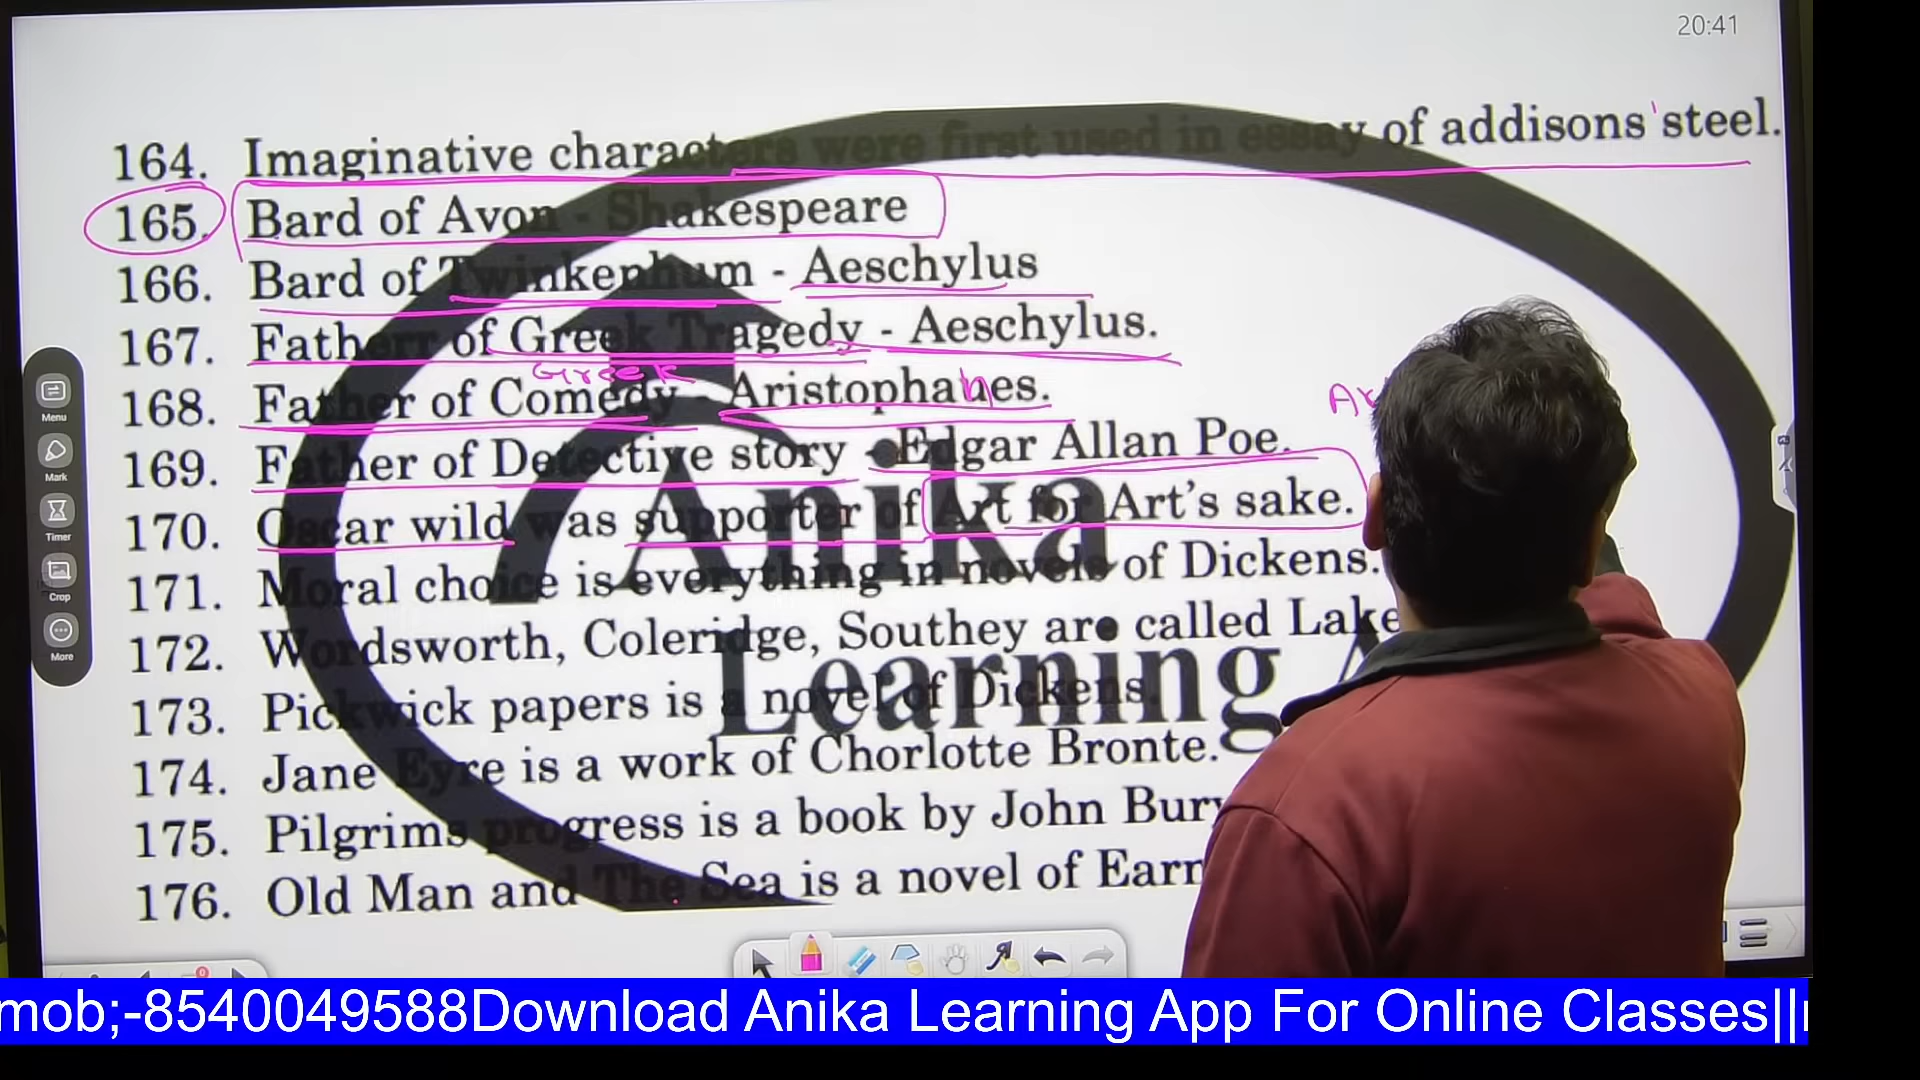 20:41
164. Imaginative characters were first used in essay of addisons'steel.
165. Bard of Avon - Shakespeare
166. Bard of Twinkenhum - Aeschylus
167. Fatherr of Greek Tragedy - Aeschylus.
Greek
168. Father of Comedy - Aristophanes.
169. Father of Detective story - Edgar Allan Poe.
170. Oscar wild was supporter of Art for Art's sake.
171. Moral choice is everything in novels of Dickens.
172. Wordsworth, Coleridge, Southey are called Lake
173. Pickwick papers is a novel of Dickens.
174. Jane Eyre is a work of Chorlotte Bronte.
175. Pilgrims progress is a book by John
176. Old Man and The Sea is a novel of
Anika
Learning
Menu
Mark
Timer
Crop
More
mob;-8540049588Download Anika Learning App For Online Classes||